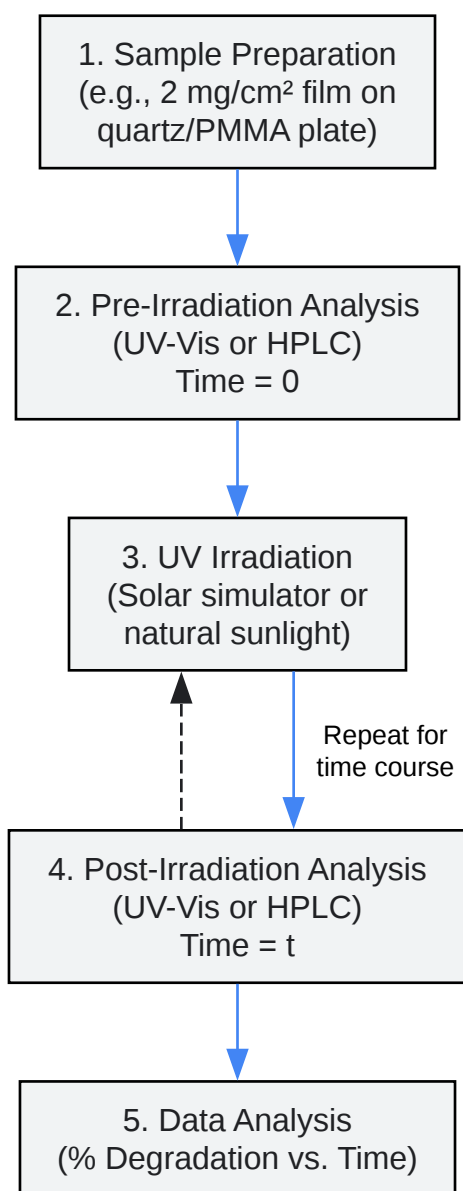 1. Sample Preparation
(e.g., 2 mg/cm² film on
quartz/PMMA plate)
2. Pre-Irradiation Analysis
(UV-Vis or HPLC)
Time = 0
3. UV Irradiation
(Solar simulator or
natural sunlight)
Repeat for
time course
4. Post-Irradiation Analysis
(UV-Vis or HPLC)
Time = t
5. Data Analysis
(% Degradation vs. Time)